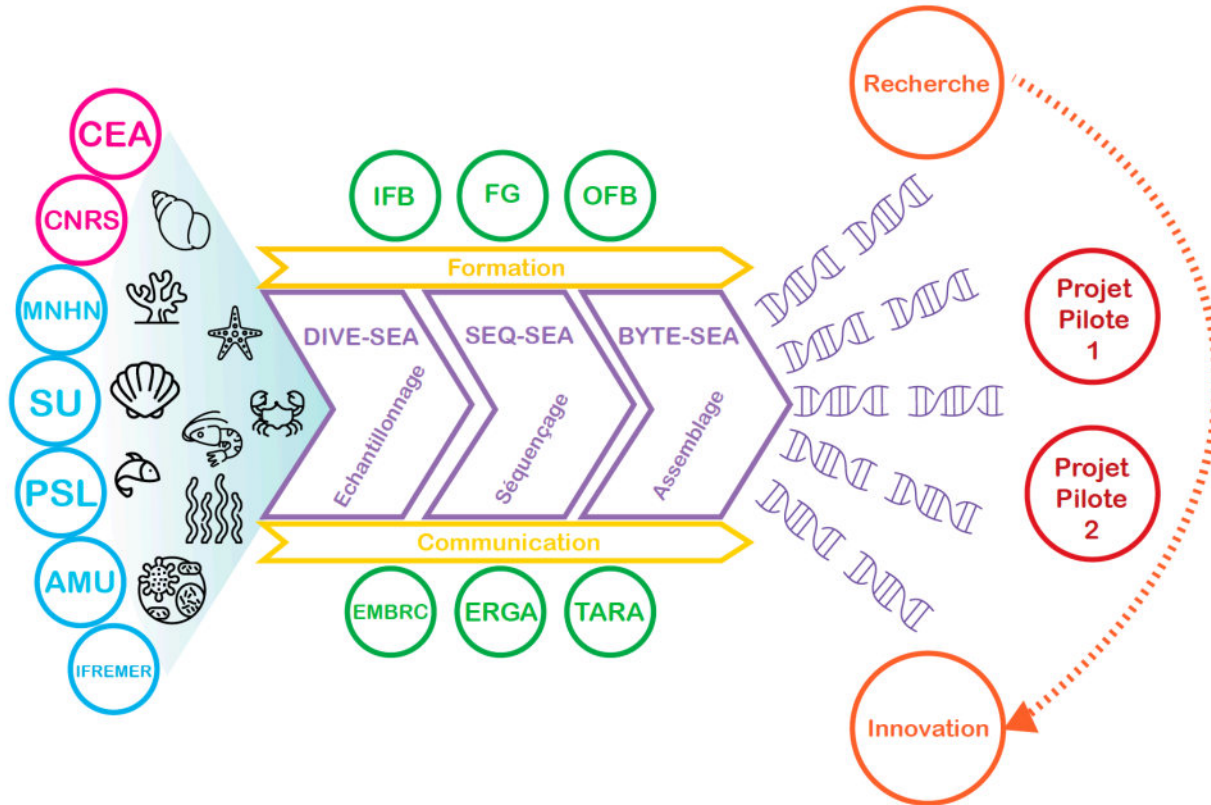 CEA
CNRS
MNHN
SU
PSL
AMU
IFREMER
IFB
FG
OFB
Formation
DIVE-SEA
Echantillonnage
SEQ-SEA
Séquençage
BYTE-SEA
Assemblage
Communication
EMBRC
ERGA
TARA
Recherche
Projet
Pilote
1
Projet
Pilote
2
Innovation